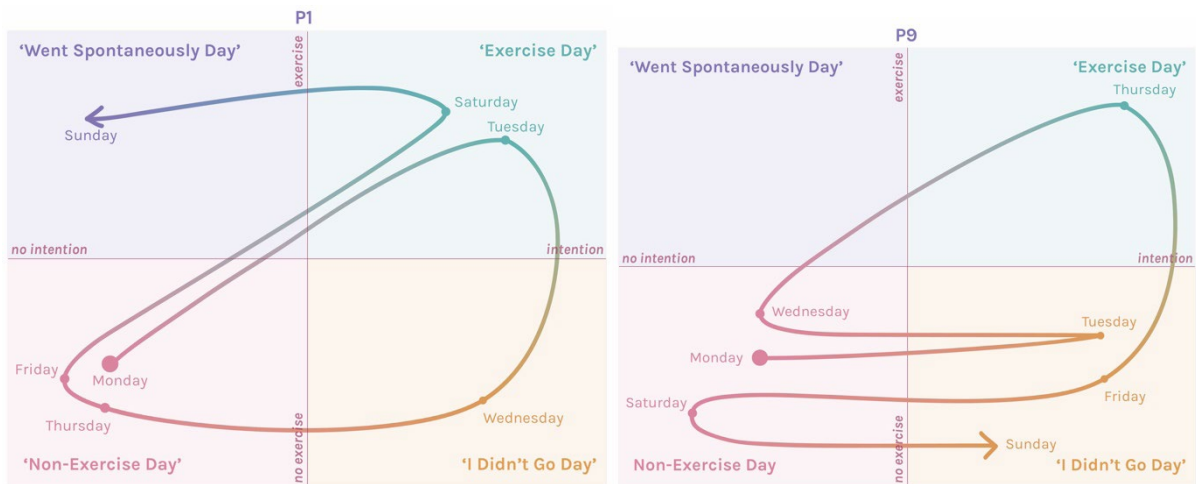 P1
‘Went Spontaneously Day’
exercise
‘Exercise Day’
Saturday
Tuesday
Sunday
no intention
intention
Friday
Monday
Thursday
Wednesday
no exercise
‘Non-Exercise Day’
‘I Didn’t Go Day’
P9
‘Went Spontaneously Day’
exercise
‘Exercise Day’
Thursday
no intention
intention
Wednesday
Tuesday
Monday
Friday
Saturday
no exercise
Sunday
Non-Exercise Day
‘I Didn’t Go Day’